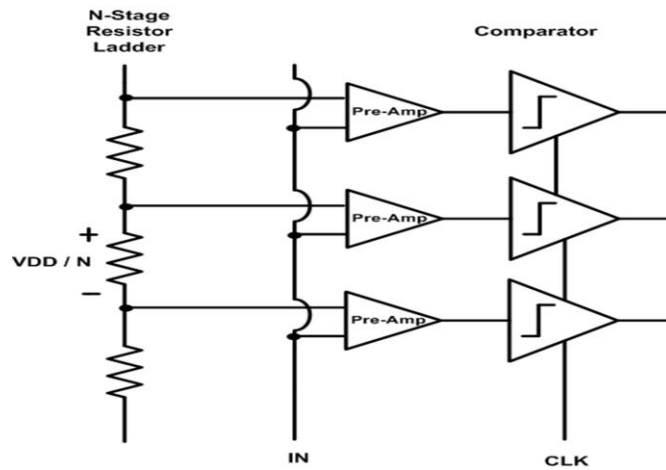 N-Stage
Resistor
Ladder
Comparator
Pre-Amp
Pre-Amp
+
VDD / N
−
Pre-Amp
IN
CLK